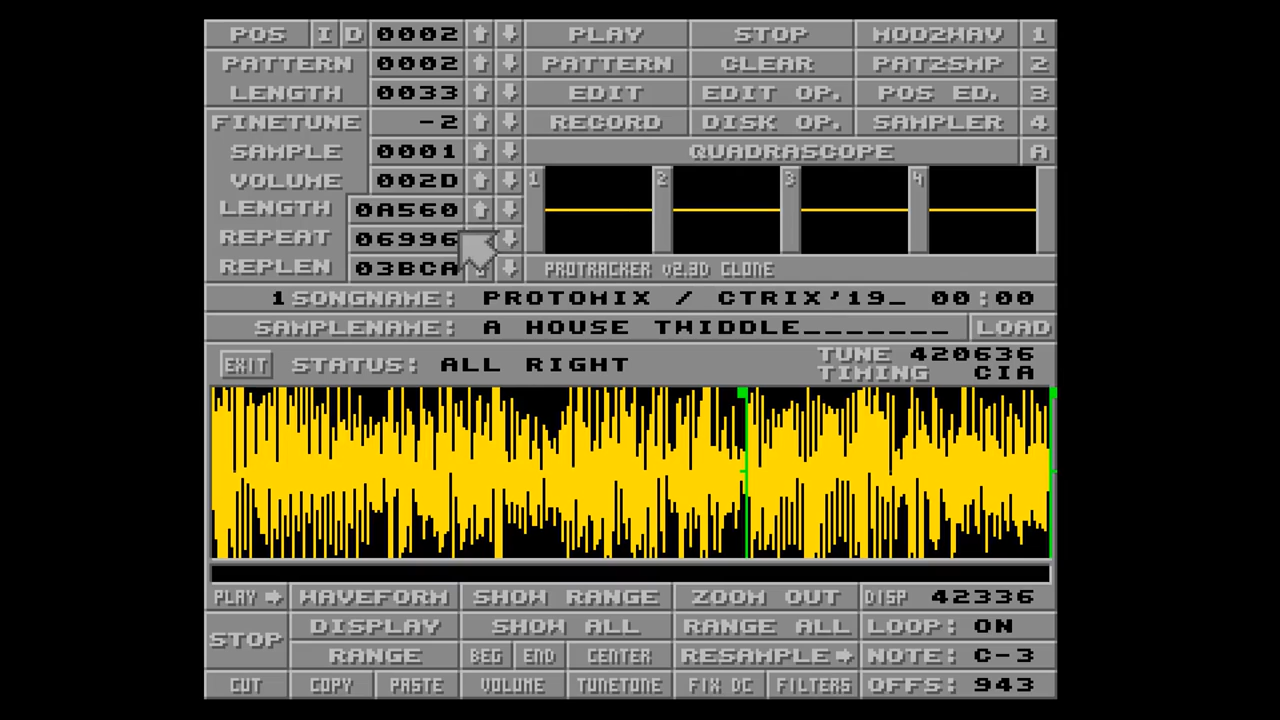 POS I D 0002 PLAY STOP MOD2WAV 1
PATTERN 0002 PATTERN CLEAR PAT2SMP 2
LENGTH 0033 EDIT EDIT OP. POS ED. 3
FINETUNE -2 RECORD DISK OP. SAMPLER 4
SAMPLE 0001 QUADRASCOPE A
VOLUME 002D 1 2 3 4
LENGTH 0A560
REPEAT 06996
REPLEN 03BCA PROTRACKER V2.3D CLONE
1 SONGNAME: PROTOMIX / CTRIX'19_ 00:00
SAMPLENAME: A HOUSE TWIDDLE_______ LOAD
EXIT STATUS: ALL RIGHT TUNE 420636
TIMING CIA
PLAY WAVEFORM SHOW RANGE ZOOM OUT DISP 42336
STOP DISPLAY SHOW ALL RANGE ALL LOOP: ON
RANGE BEG END CENTER RESAMPLE NOTE: C-3
CUT COPY PASTE VOLUME TUNETONE FIX DC FILTERS OFFS: 943